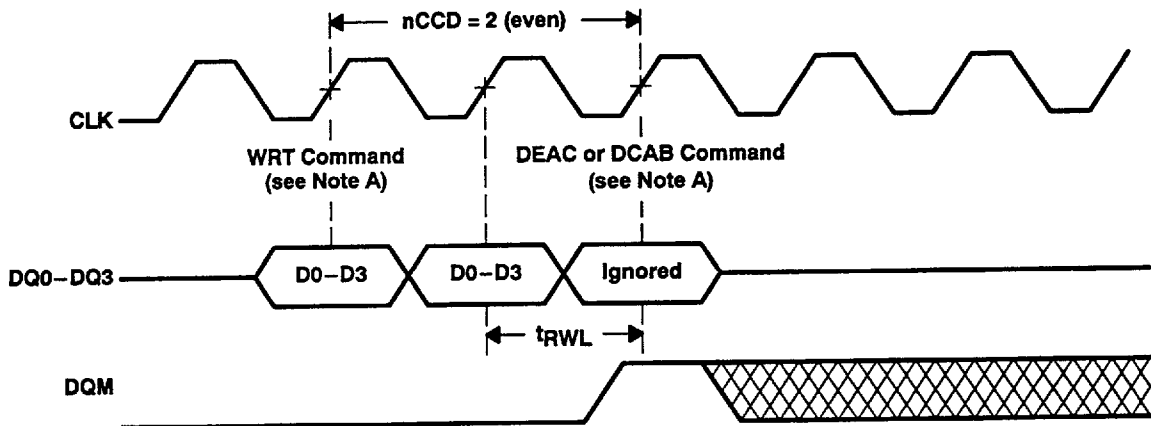 nCCD = 2 (even)
CLK
WRT Command
(see Note A)
DEAC or DCAB Command
(see Note A)
DQ0–DQ3
D0–D3
D0–D3
Ignored
tRWL
DQM